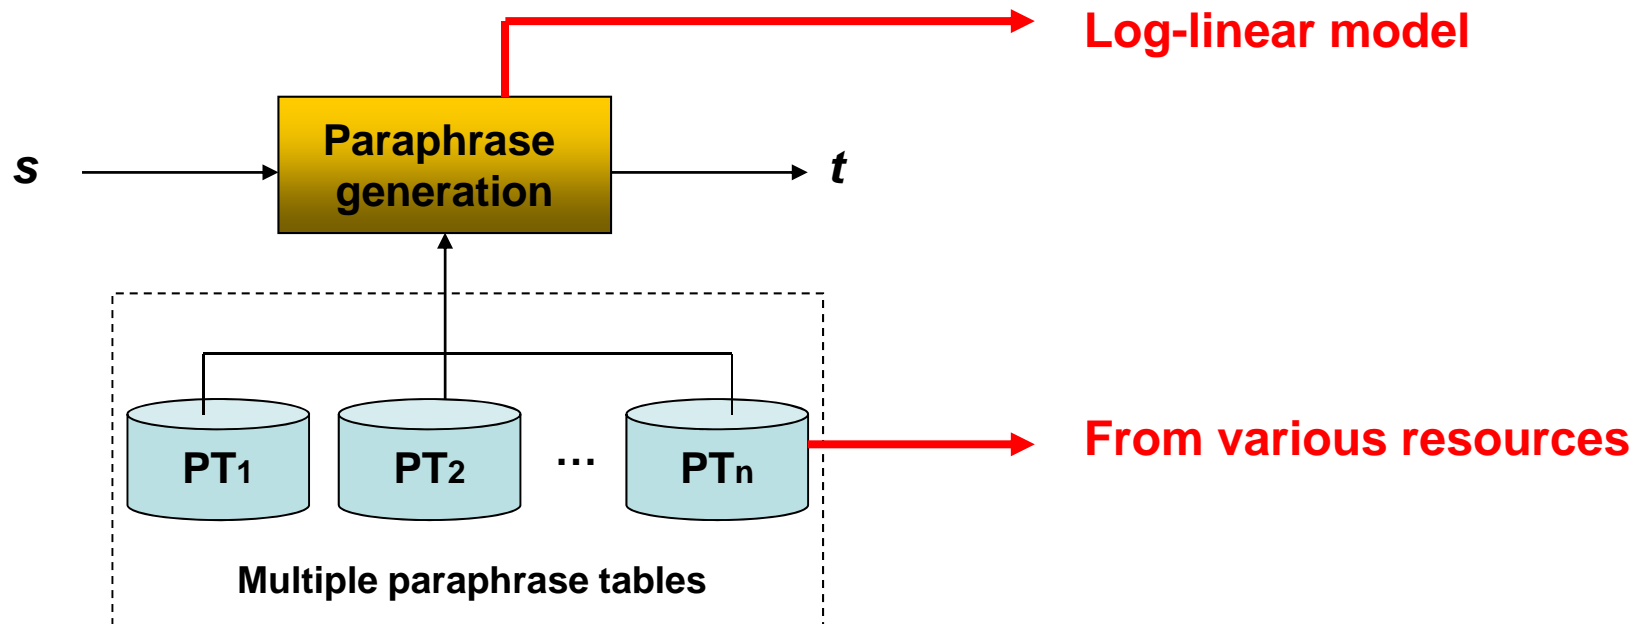 Log-linear model
Paraphrase
generation
s
t
PT1
PT2
...
PTn
From various resources
Multiple paraphrase tables